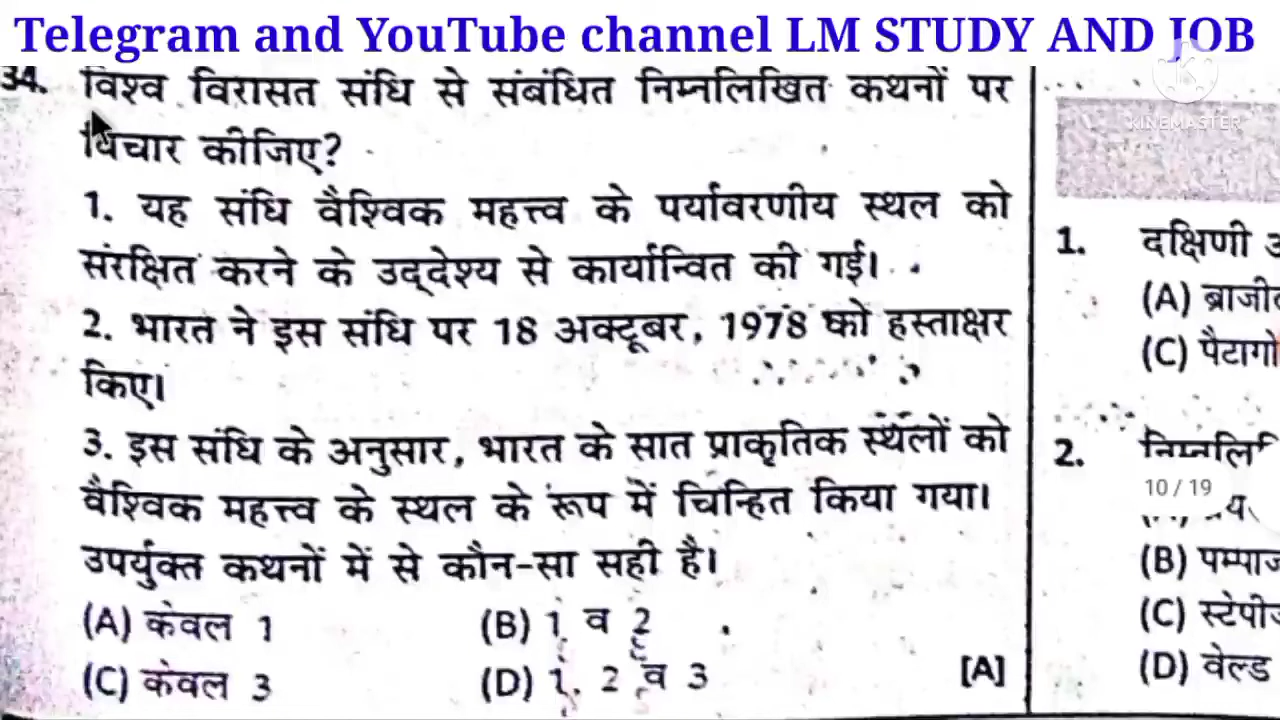 Telegram and YouTube channel LM STUDY AND JOB
34. विश्व विरासत संधि से संबंधित निम्नलिखित कथनों पर
विचार कीजिए?
1. यह संधि वैश्विक महत्त्व के पर्यावरणीय स्थल को
संरक्षित करने के उद्देश्य से कार्यान्वित की गई।
2. भारत ने इस संधि पर 18 अक्टूबर, 1978 को हस्ताक्षर
किए।
3. इस संधि के अनुसार, भारत के सात प्राकृतिक स्थलों को
वैश्विक महत्त्व के स्थल के रूप में चिन्हित किया गया।
उपर्युक्त कथनों में से कौन-सा सही है।
(A) केवल 1 (B) 1 व 2
(C) केवल 3 (D) 1, 2 व 3 [A]
KINEMASTER
1. दक्षिणी
(A)
(C)
2.
10 / 19
(B)
(C)
(D) वेल्ड